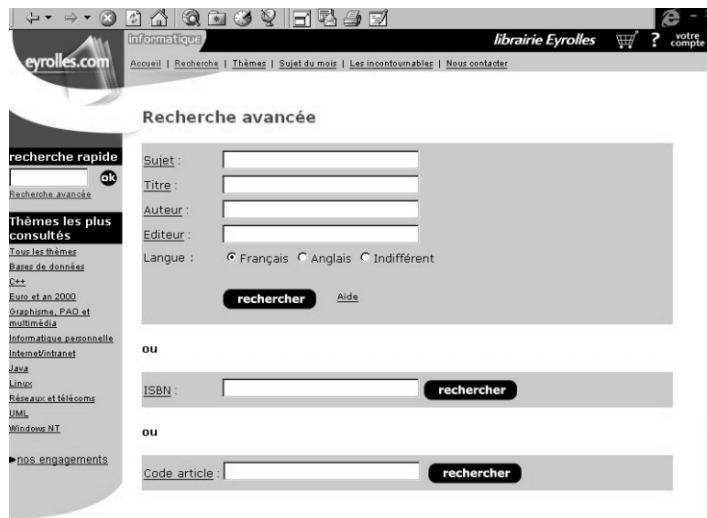 informatique
librairie Eyrolles ? votre compte
eyrolles.com
Accueil | Recherche | Thèmes | Sujet du mois | Les incontournables | Nous contacter
Recherche avancée
recherche rapide
ok
Recherche avancée
Thèmes les plus
consultés
Tous les thèmes
Bases de données
C++
Euro et an 2000
Graphisme, PAO et
multimédia
Informatique personnelle
Internet/intranet
Java
Linux
Réseaux et télécoms
UML
Windows NT
nos engagements
Sujet :
Titre :
Auteur :
Editeur :
Langue : Français Anglais Indifférent
rechercher Aide
ou
ISBN : rechercher
ou
Code article : rechercher